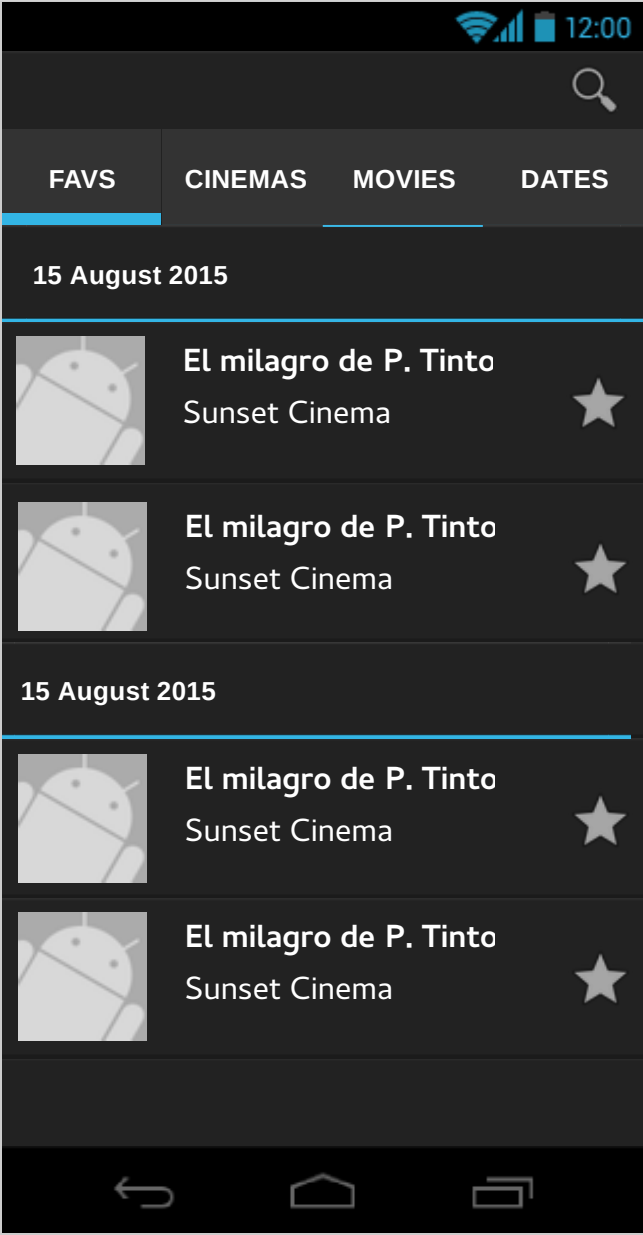 12:00
FAVS CINEMAS MOVIES DATES
15 August 2015
El milagro de P. Tinto
Sunset Cinema
El milagro de P. Tinto
Sunset Cinema
15 August 2015
El milagro de P. Tinto
Sunset Cinema
El milagro de P. Tinto
Sunset Cinema